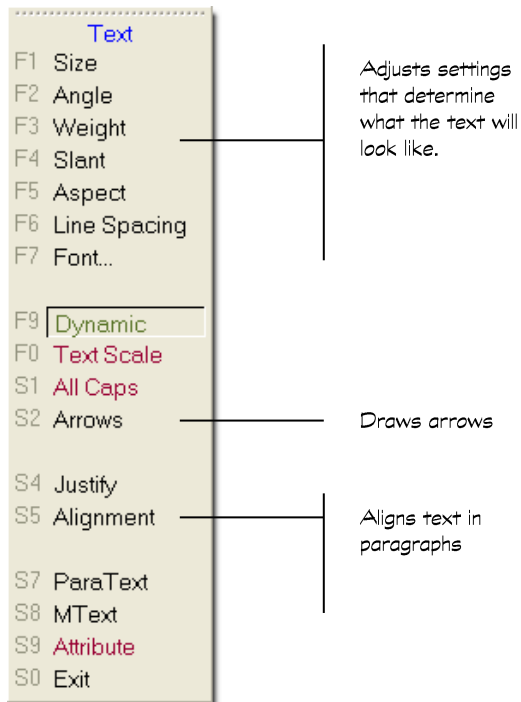 Text
F1 Size
F2 Angle
F3 Weight
F4 Slant
F5 Aspect
F6 Line Spacing
F7 Font...
F9 Dynamic
F0 Text Scale
S1 All Caps
S2 Arrows
S4 Justify
S5 Alignment
S7 ParaText
S8 MText
S9 Attribute
S0 Exit
Adjusts settings
that determine
what the text will
look like.
Draws arrows
Aligns text in
paragraphs